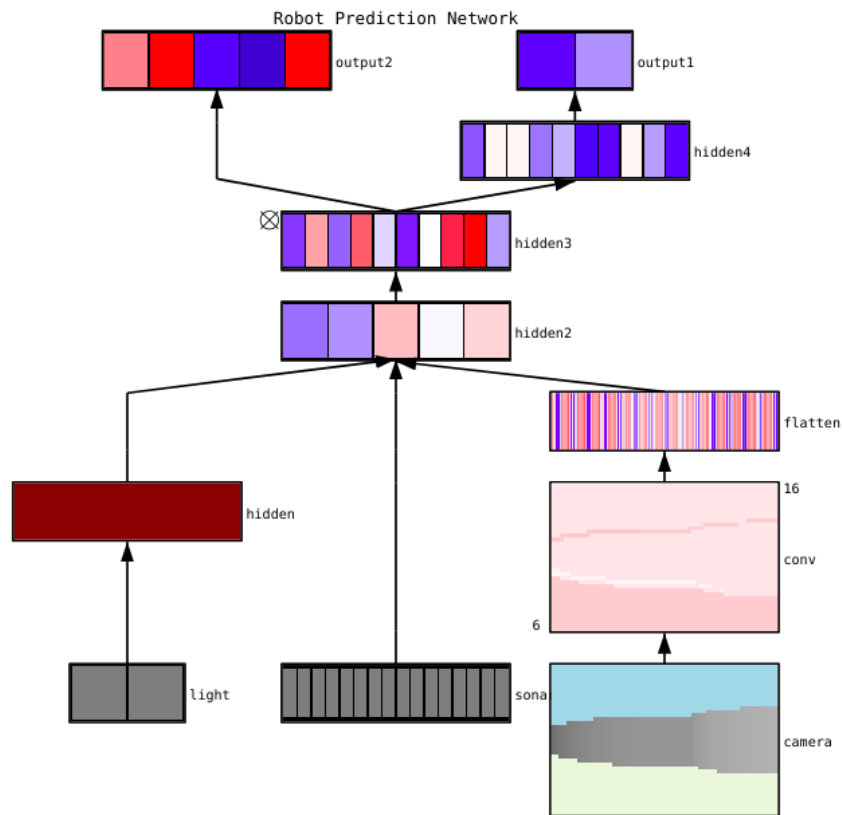 Robot Prediction Network
output2
output1
hidden4
hidden3
hidden2
flatten
16
hidden
conv
6
light
sona
camera